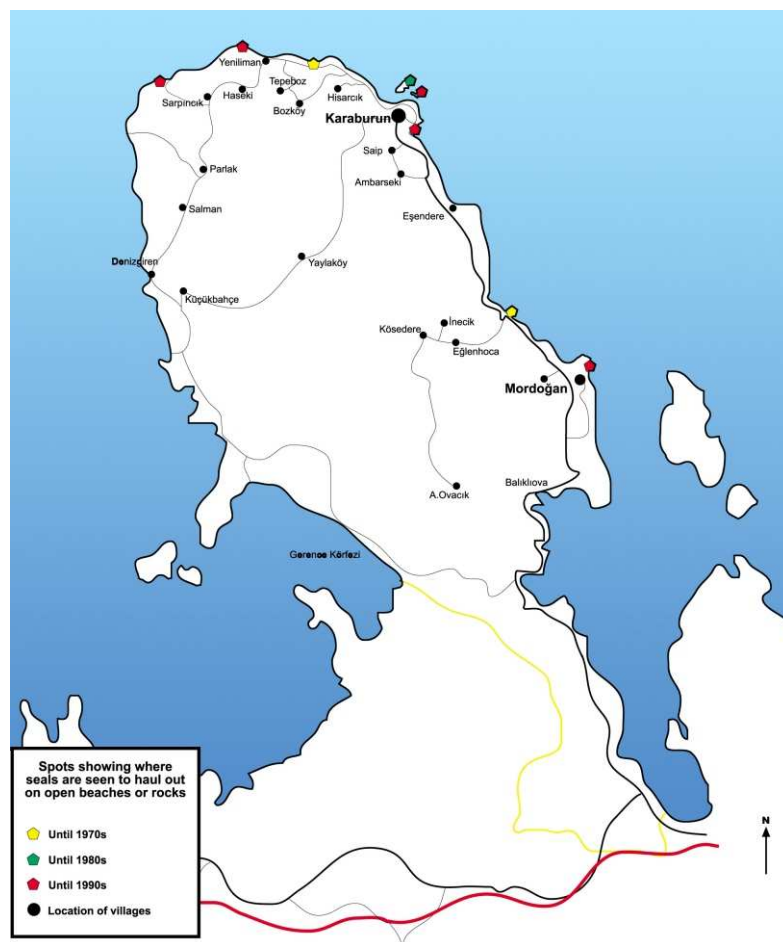 Yeniliman
Tepeboz
Sarpıncık
Haseki
Hisarcık
Bozköy
Karaburun
Saip
Parlak
Ambarseki
Salman
Eşendere
Denizgiren
Yaylaköy
Küçükbahçe
İnecik
Kösedere
Eğlenhoca
Mordoğan
A.Ovacık
Balıklıova
Gerence Körfezi
Spots showing where
seals are seen to haul out
on open beaches or rocks
Until 1970s
Until 1980s
Until 1990s
Location of villages
N